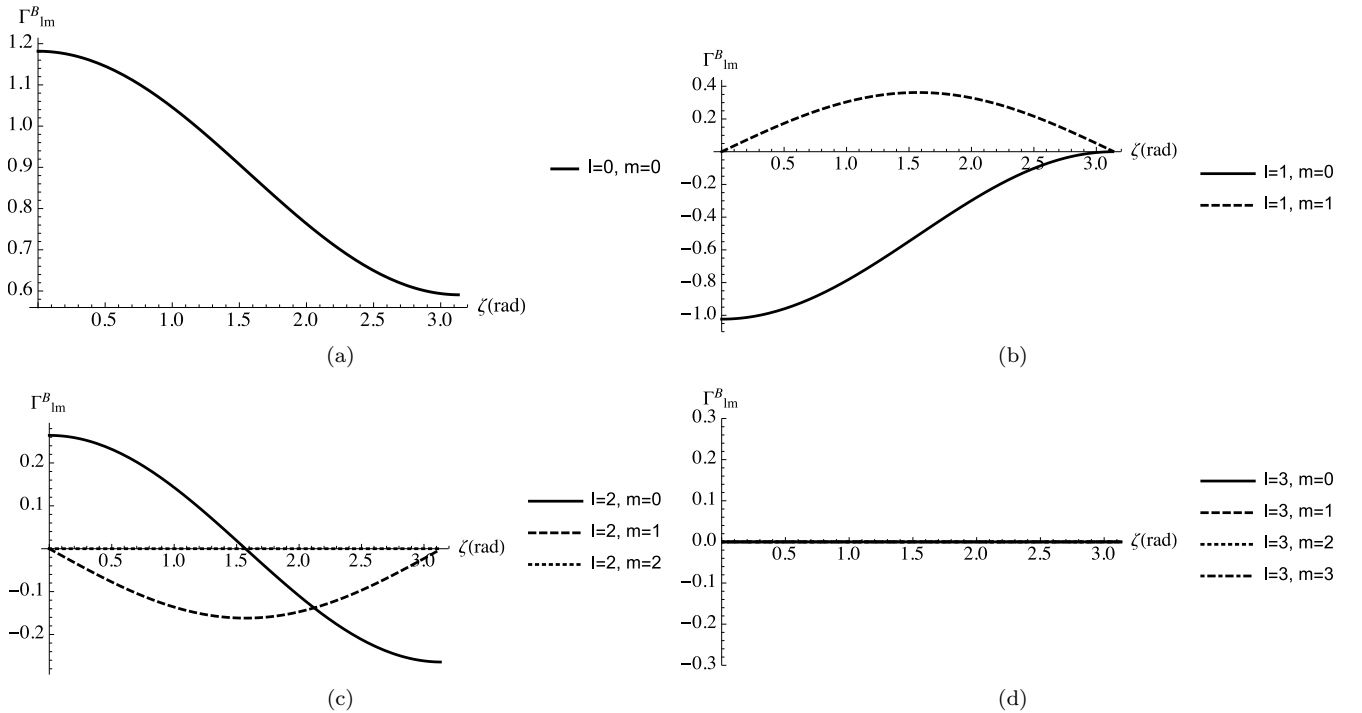 Γᴮlm
1.2
1.1
1.0
0.9
0.8
0.7
0.6
0.5 1.0 1.5 2.0 2.5 3.0
ζ(rad)
l=0, m=0
(a)
Γᴮlm
0.4
0.2
0.5 1.0 1.5 2.0 2.5 3.0
ζ(rad)
−0.2
−0.4
−0.6
−0.8
−1.0
l=1, m=0
l=1, m=1
(b)
Γᴮlm
0.2
0.1
0.5 1.0 1.5 2.0 2.5 3.0
ζ(rad)
−0.1
−0.2
l=2, m=0
l=2, m=1
l=2, m=2
(c)
Γᴮlm
0.3
0.2
0.1
0.0
0.5 1.0 1.5 2.0 2.5 3.0
ζ(rad)
−0.1
−0.2
−0.3
l=3, m=0
l=3, m=1
l=3, m=2
l=3, m=3
(d)